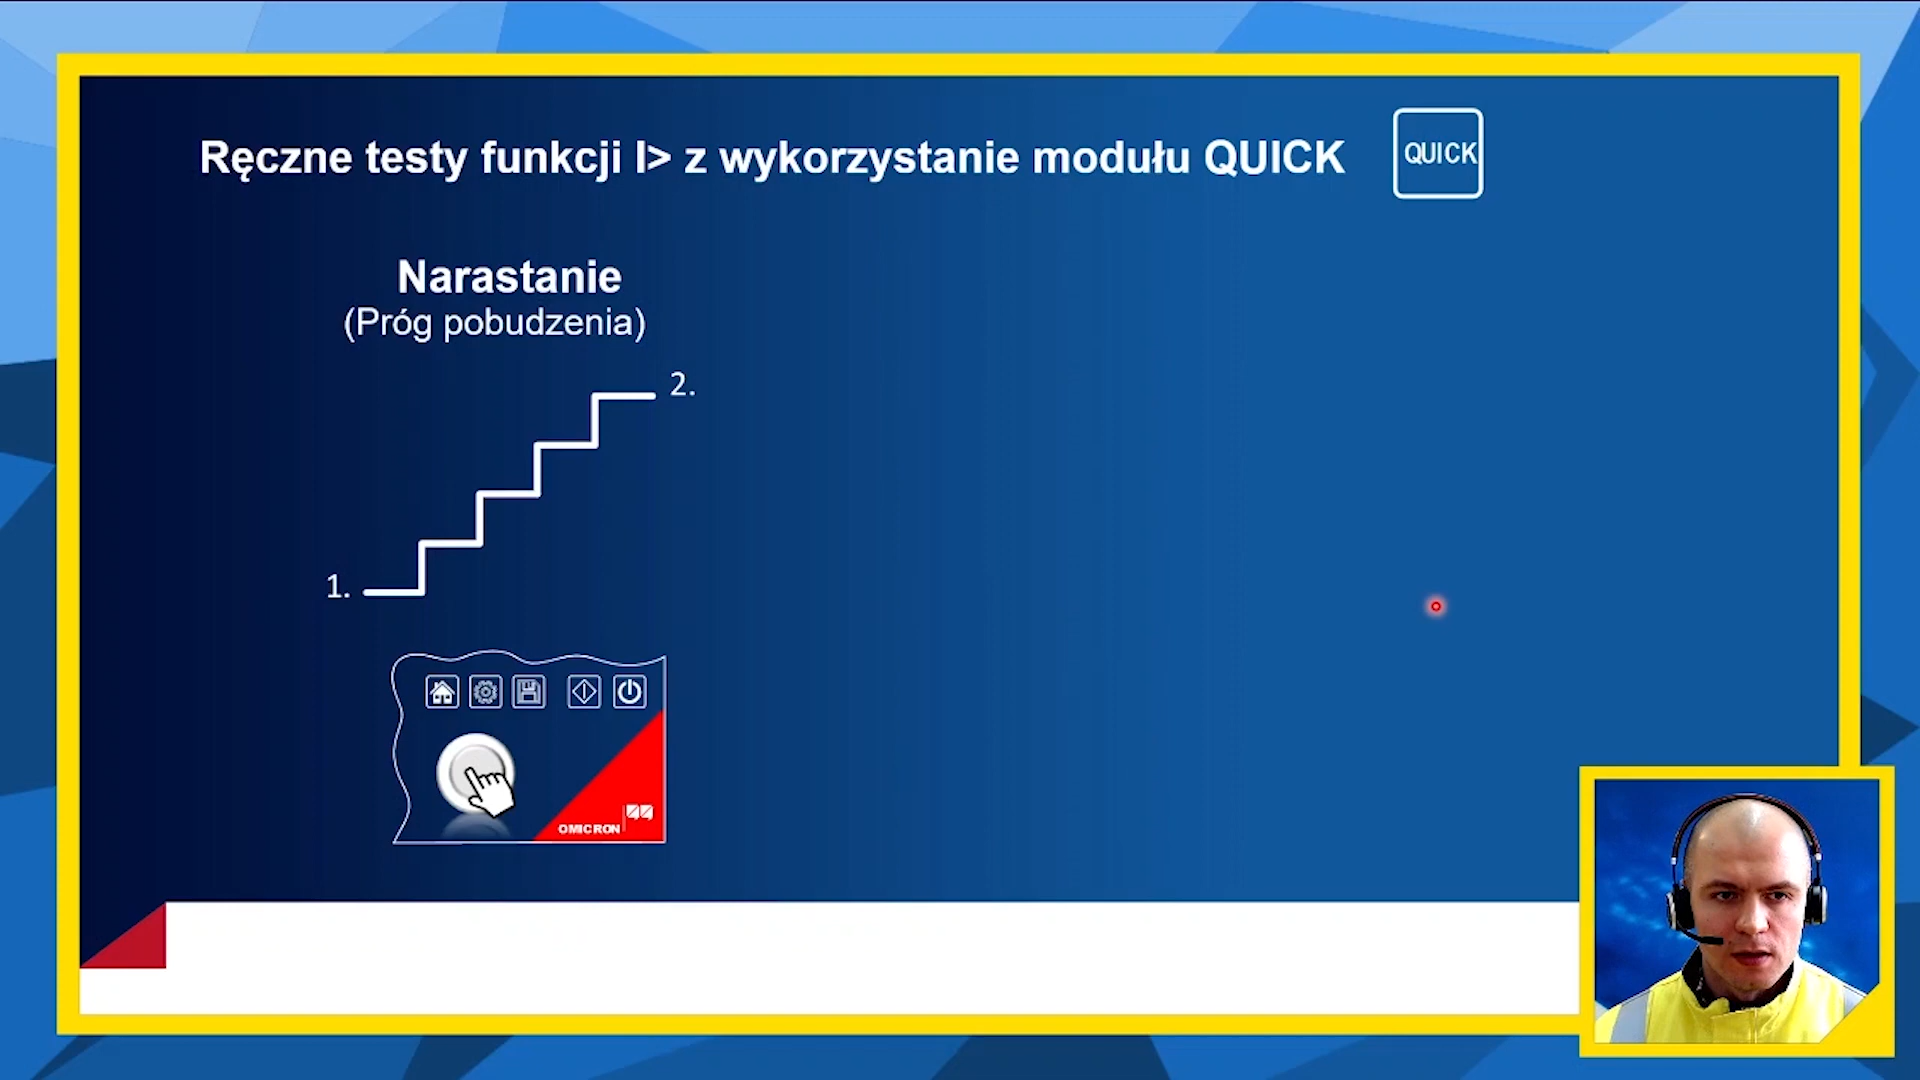 Ręczne testy funkcji I> z wykorzystanie modułu QUICK
QUICK
Narastanie
(Próg pobudzenia)
2.
1.
OMICRON